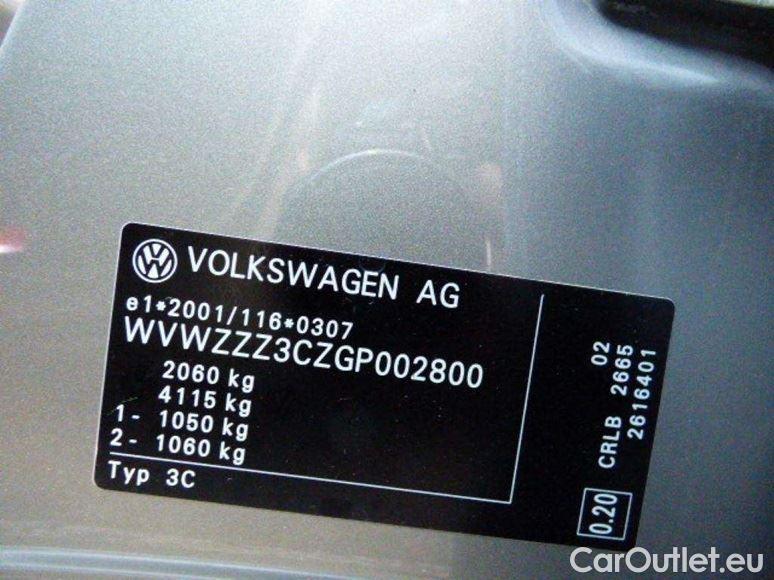 VOLKSWAGEN AG
e1*2001/116*0307
WVWZZZ3CZGP002800
2060 kg
4115 kg
1- 1050 kg
2- 1060 kg
Typ 3C
02
CRLB 2665
2616401
0.20
CarOutlet.eu